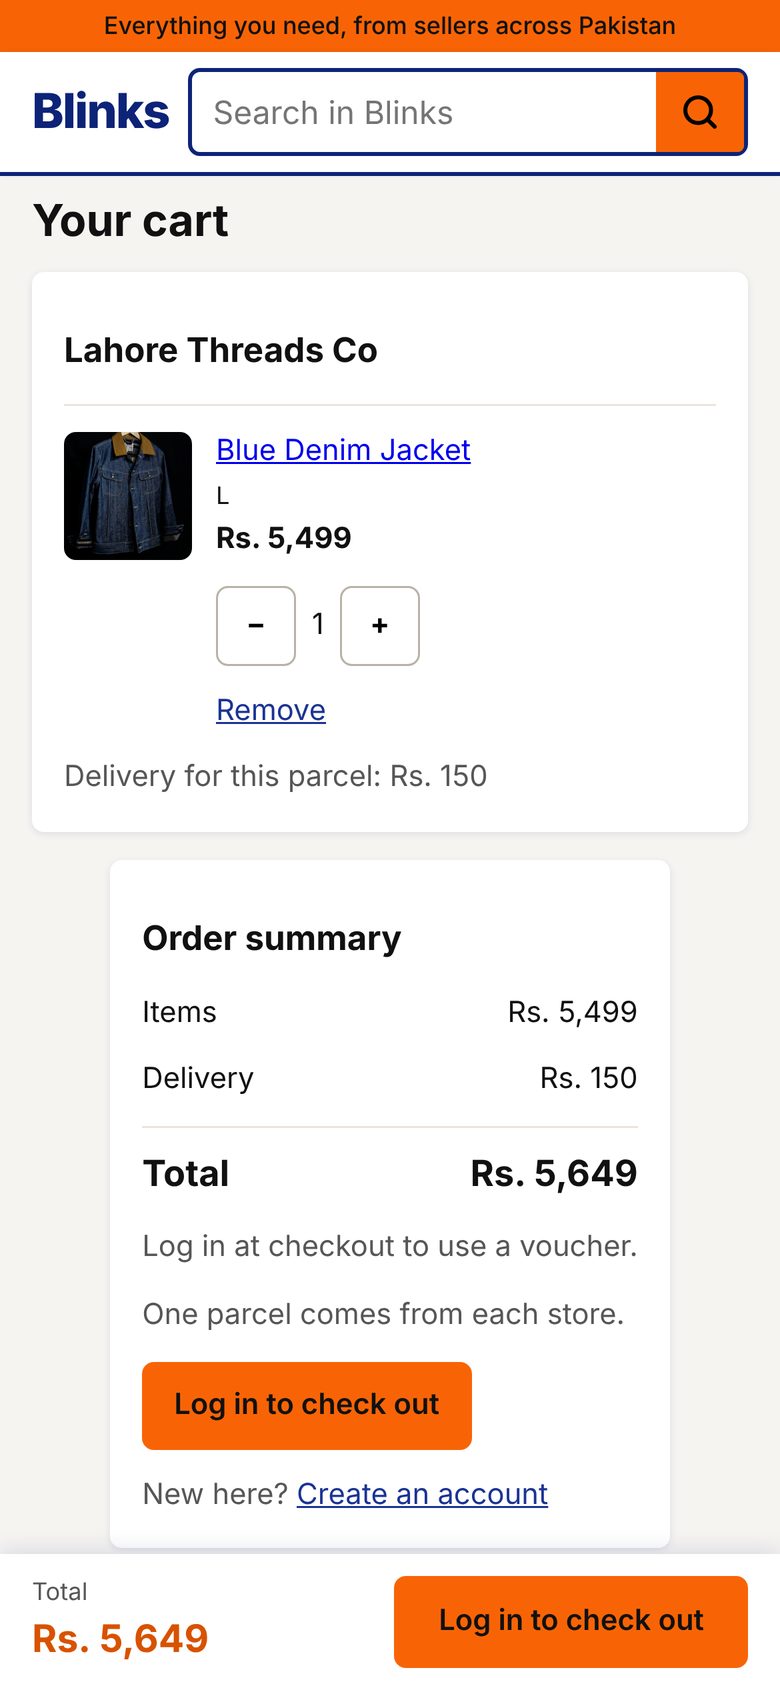 Everything you need, from sellers across Pakistan
Blinks
Search in Blinks
Your cart
Lahore Threads Co
Blue Denim Jacket
L
Rs. 5,499
− 1 +
Remove
Delivery for this parcel: Rs. 150
Order summary
Items Rs. 5,499
Delivery Rs. 150
Total Rs. 5,649
Log in at checkout to use a voucher.
One parcel comes from each store.
Log in to check out
New here? Create an account
Total
Rs. 5,649
Log in to check out